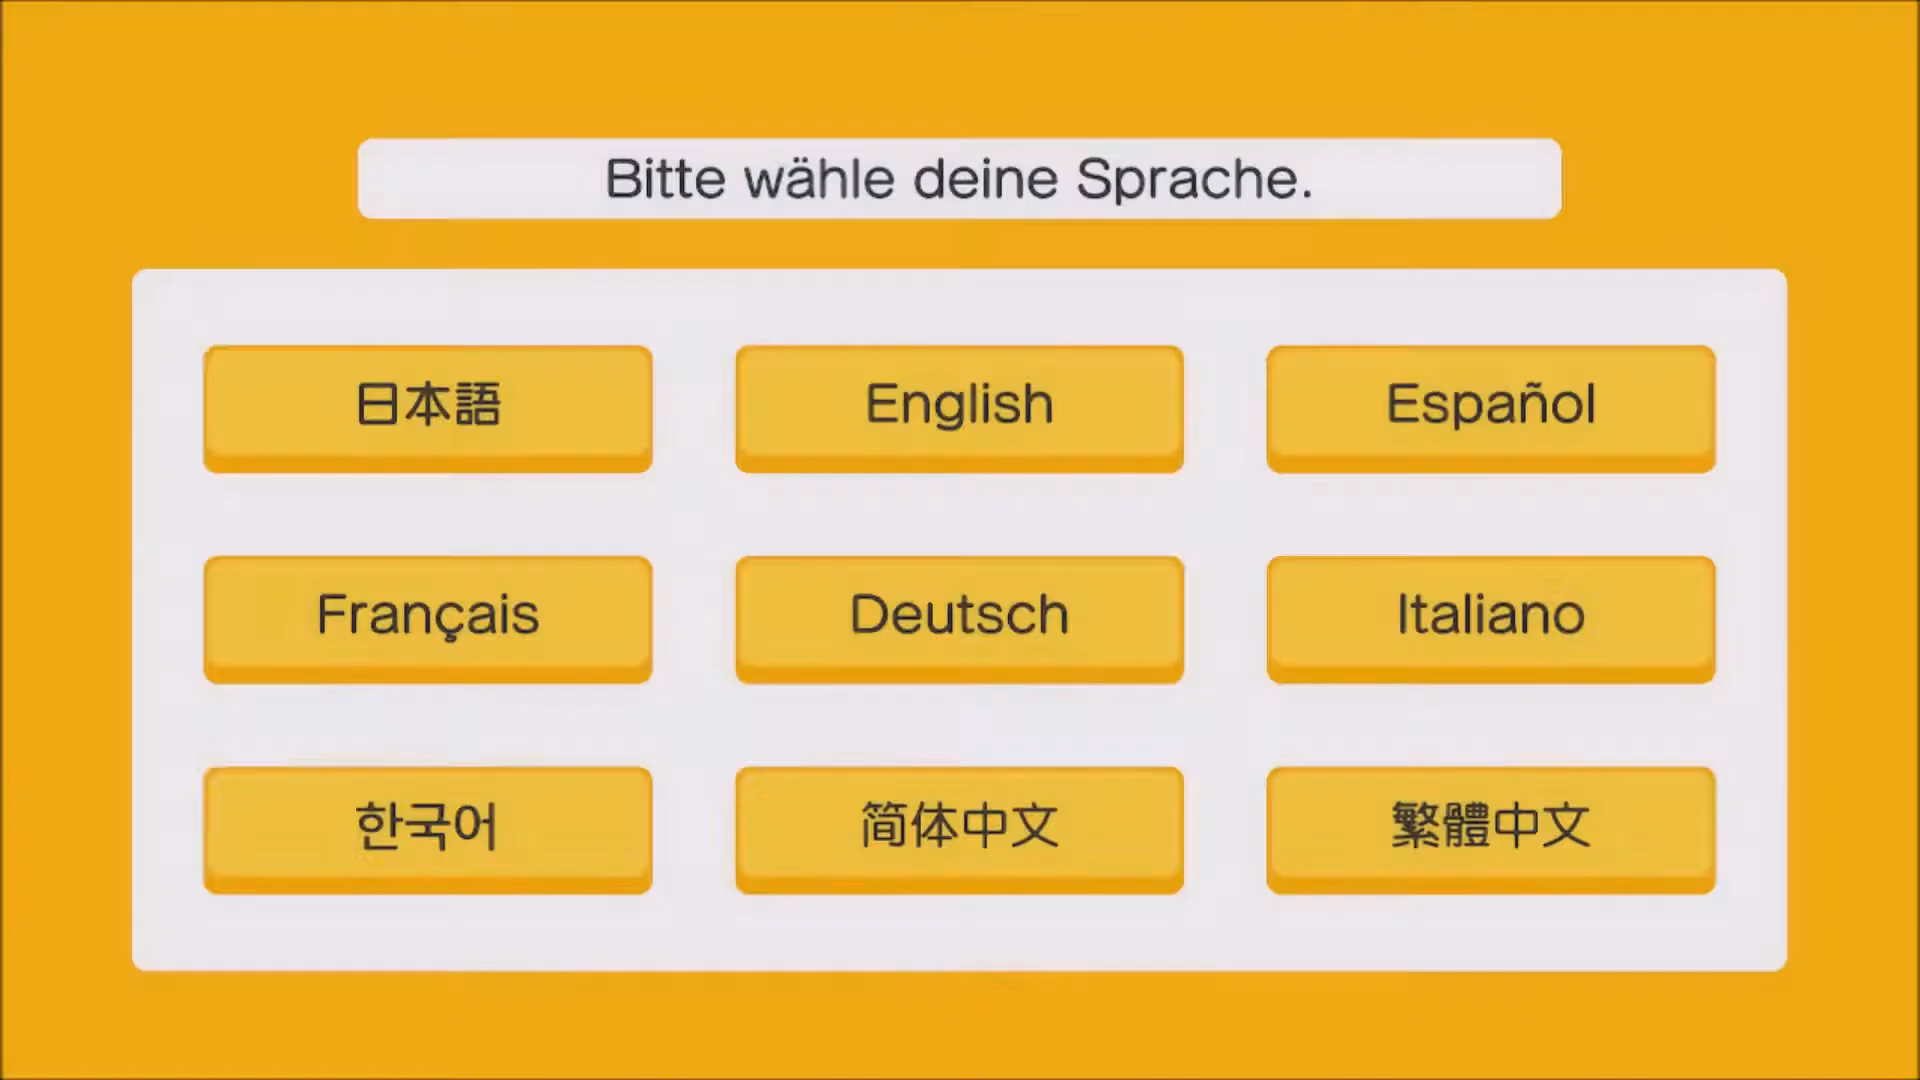 Bitte wähle deine Sprache.
日本語
English
Español
Français
Deutsch
Italiano
한국어
简体中文
繁體中文